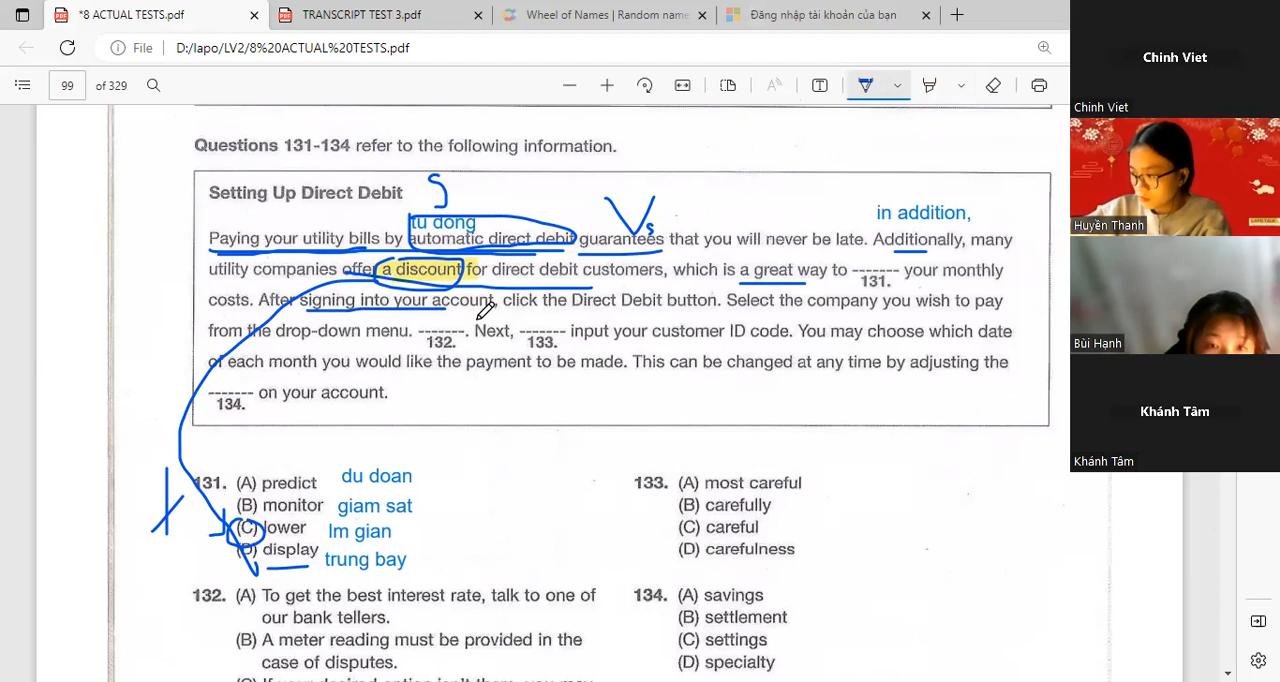 *8 ACTUAL TESTS.pdf
TRANSCRIPT TEST 3.pdf
Wheel of Names | Random name
Đăng nhập tài khoản của bạn
File
D:/lapo/LV2/8%20ACTUAL%20TESTS.pdf
99 of 329
Chinh Viet
Chinh Viet
Huyền Thanh
Bùi Hạnh
Khánh Tâm
Khánh Tâm
Questions 131-134 refer to the following information.
Setting Up Direct Debit
S
tu dong
Vs
in addition,
Paying your utility bills by automatic direct debit guarantees that you will never be late. Additionally, many
utility companies offer a discount for direct debit customers, which is a great way to ------- your monthly
131.
costs. After signing into your account, click the Direct Debit button. Select the company you wish to pay
from the drop-down menu. -------. Next, ------- input your customer ID code. You may choose which date
132. 133.
of each month you would like the payment to be made. This can be changed at any time by adjusting the
------- on your account.
134.
131. (A) predict du doan
(B) monitor giam sat
(C) lower lm gian
(D) display trung bay
132. (A) To get the best interest rate, talk to one of
our bank tellers.
(B) A meter reading must be provided in the
case of disputes.
133. (A) most careful
(B) carefully
(C) careful
(D) carefulness
134. (A) savings
(B) settlement
(C) settings
(D) specialty